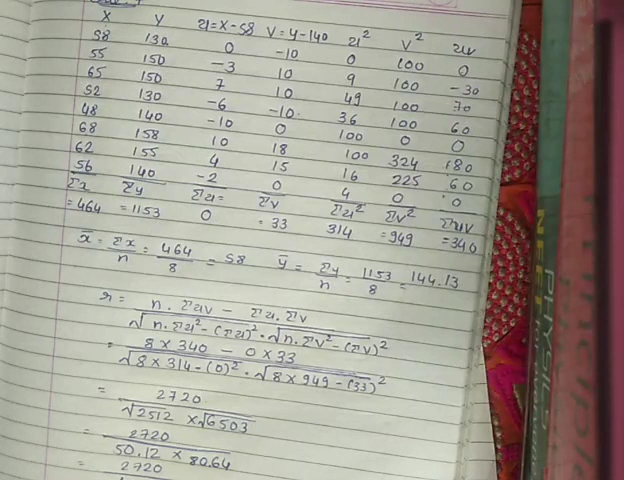 X Y u=X-58 V=y-140 u² V² uv
58 130 0 -10 0 100 0
55 150 -3 10 9 100 -30
65 150 7 10 49 100 70
52 130 -6 -10 36 100 60
48 140 -10 0 100 0 0
68 158 10 18 100 324 180
62 155 4 15 16 225 60
56 140 -2 0 4 0 0
Σx Σy Σu= Σv Σu² Σv² Σuv
=464 =1153 0 =33 314 =949 =340
x̄ = Σx/n = 464/8 = 58 ȳ = Σy/n = 1153/8 = 144.13
r = n.Σuv - Σu.Σv / √n.Σu²-(Σu)² . √n.Σv²-(Σv)²
= 8×340 - 0×33 / √8×314-(0)² . √8×949-(33)²
= 2720 / √2512 × √6503
= 2720 / 50.12 × 80.64
= 2720
NEET
PHYSICS